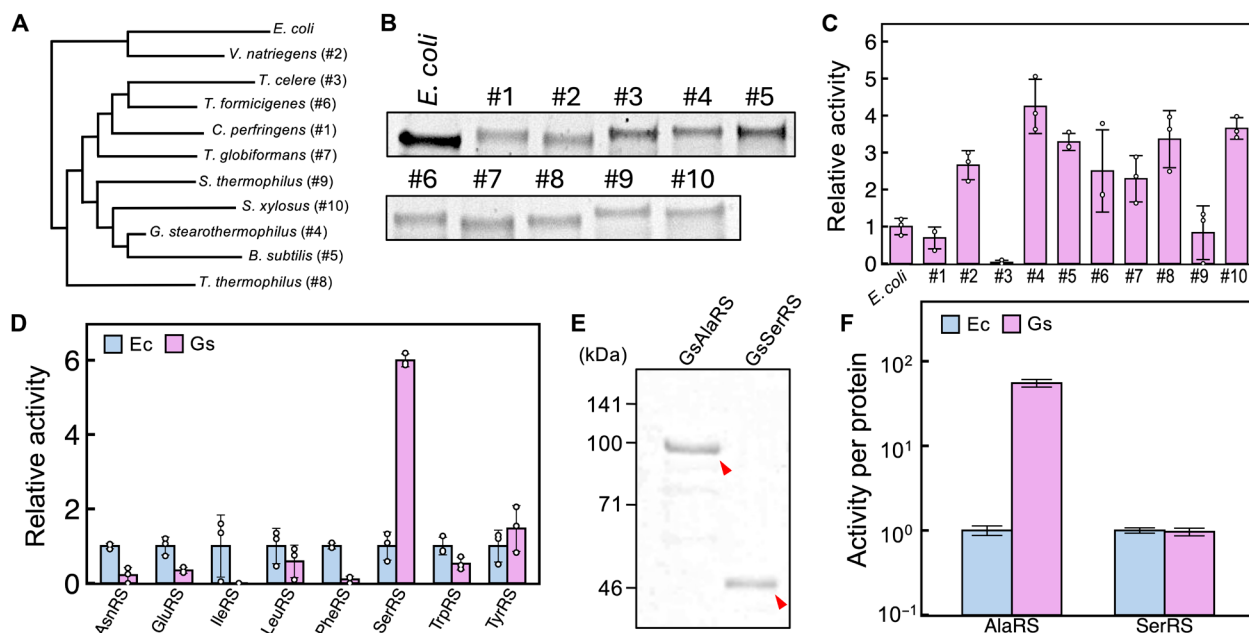 A
E. coli
V. natriegens (#2)
T. celere (#3)
T. formicigenes (#6)
C. perfringens (#1)
T. globiformans (#7)
S. thermophilus (#9)
S. xylosus (#10)
G. stearothermophilus (#4)
B. subtilis (#5)
T. thermophilus (#8)
B
E. coli
#1 #2 #3 #4 #5
#6 #7 #8 #9 #10
C
Relative activity
6
5
4
3
2
1
0
E. coli #1 #2 #3 #4 #5 #6 #7 #8 #9 #10
D
Ec Gs
Relative activity
6
4
2
0
AsnRS GluRS IleRS LeuRS PheRS SerRS TrpRS TyrRS
E
GsAlaRS GsSerRS
(kDa)
141
100
71
46
F
Ec Gs
Activity per protein
10²
10¹
10⁰
10⁻¹
AlaRS SerRS